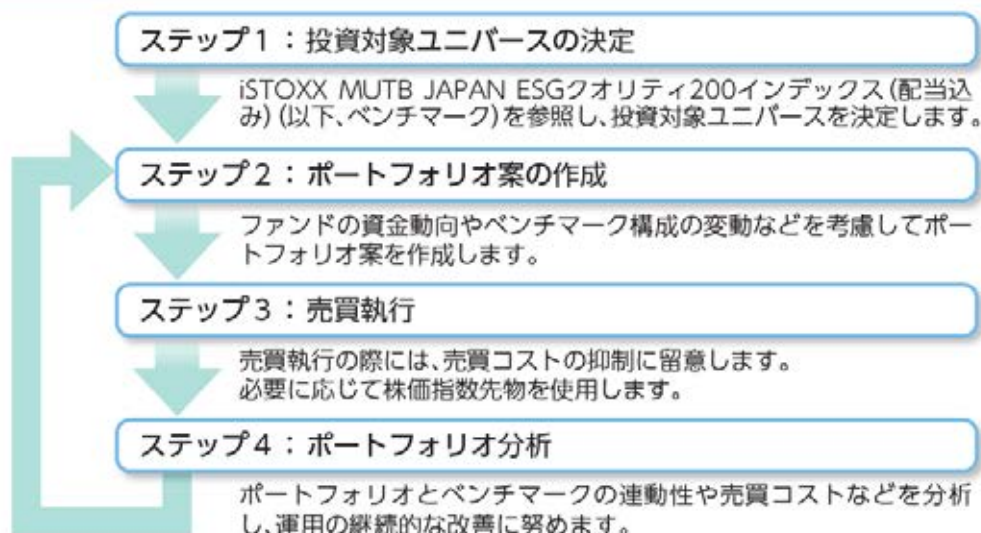 ステップ1：投資対象ユニバースの決定
iSTOXX MUTB JAPAN ESGクオリティ200インデックス(配当込
み)(以下、ベンチマーク)を参照し、投資対象ユニバースを決定します。
ステップ2：ポートフォリオ案の作成
ファンドの資金動向やベンチマーク構成の変動などを考慮してポー
トフォリオ案を作成します。
ステップ3：売買執行
売買執行の際には、売買コストの抑制に留意します。
必要に応じて株価指数先物を使用します。
ステップ4：ポートフォリオ分析
ポートフォリオとベンチマークの連動性や売買コストなどを分析
し、運用の継続的な改善に努めます。